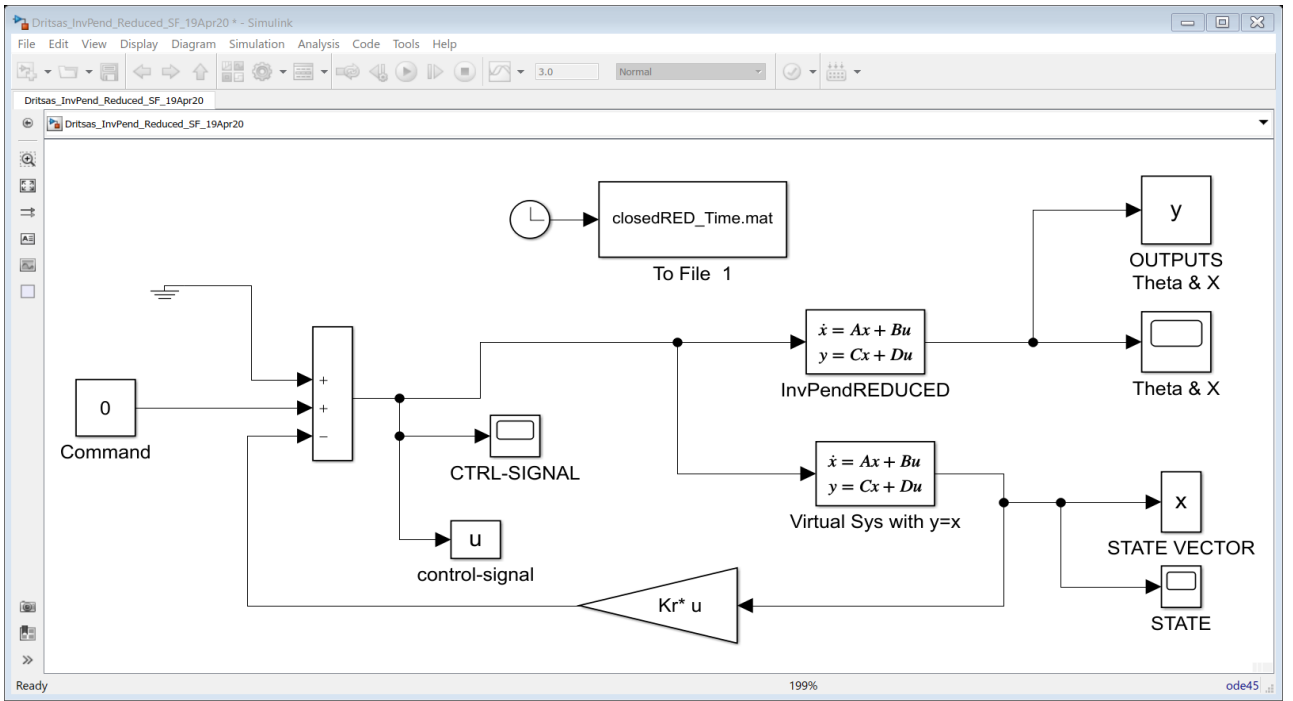 Dritsas_InvPend_Reduced_SF_19Apr20 * - Simulink
File Edit View Display Diagram Simulation Analysis Code Tools Help
3.0 Normal
Dritsas_InvPend_Reduced_SF_19Apr20
Dritsas_InvPend_Reduced_SF_19Apr20
closedRED_Time.mat
To File 1
y
OUTPUTS
Theta & X
ẋ = Ax + Bu
y = Cx + Du
InvPendREDUCED
Theta & X
0
Command
+
+
−
CTRL-SIGNAL
u
control-signal
ẋ = Ax + Bu
y = Cx + Du
Virtual Sys with y=x
x
STATE VECTOR
STATE
Kr* u
Ready 199% ode45